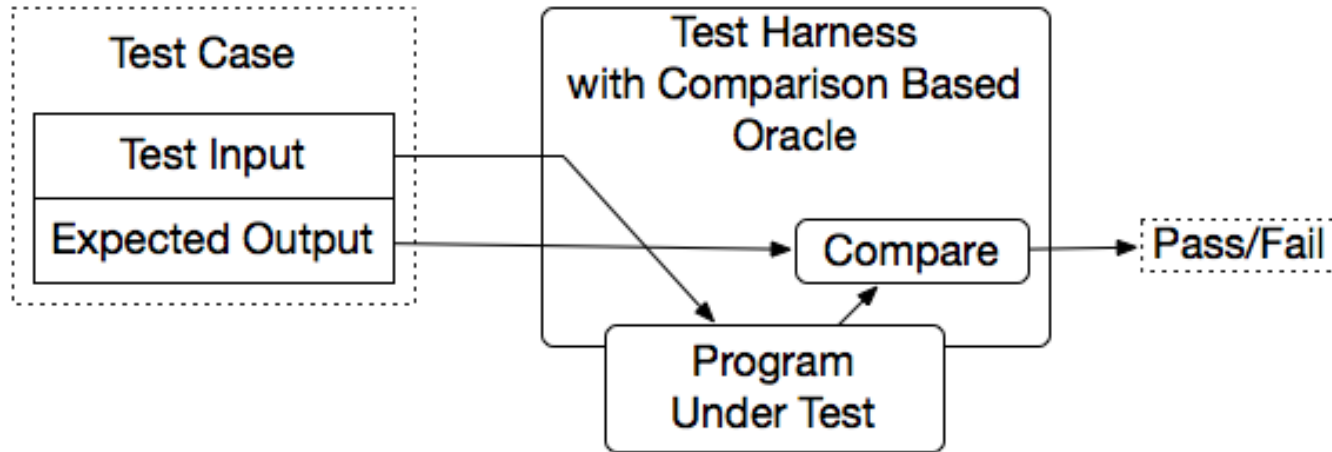 Test Case
Test Input
Expected Output
Test Harness
with Comparison Based
Oracle
Compare
Program
Under Test
Pass/Fail